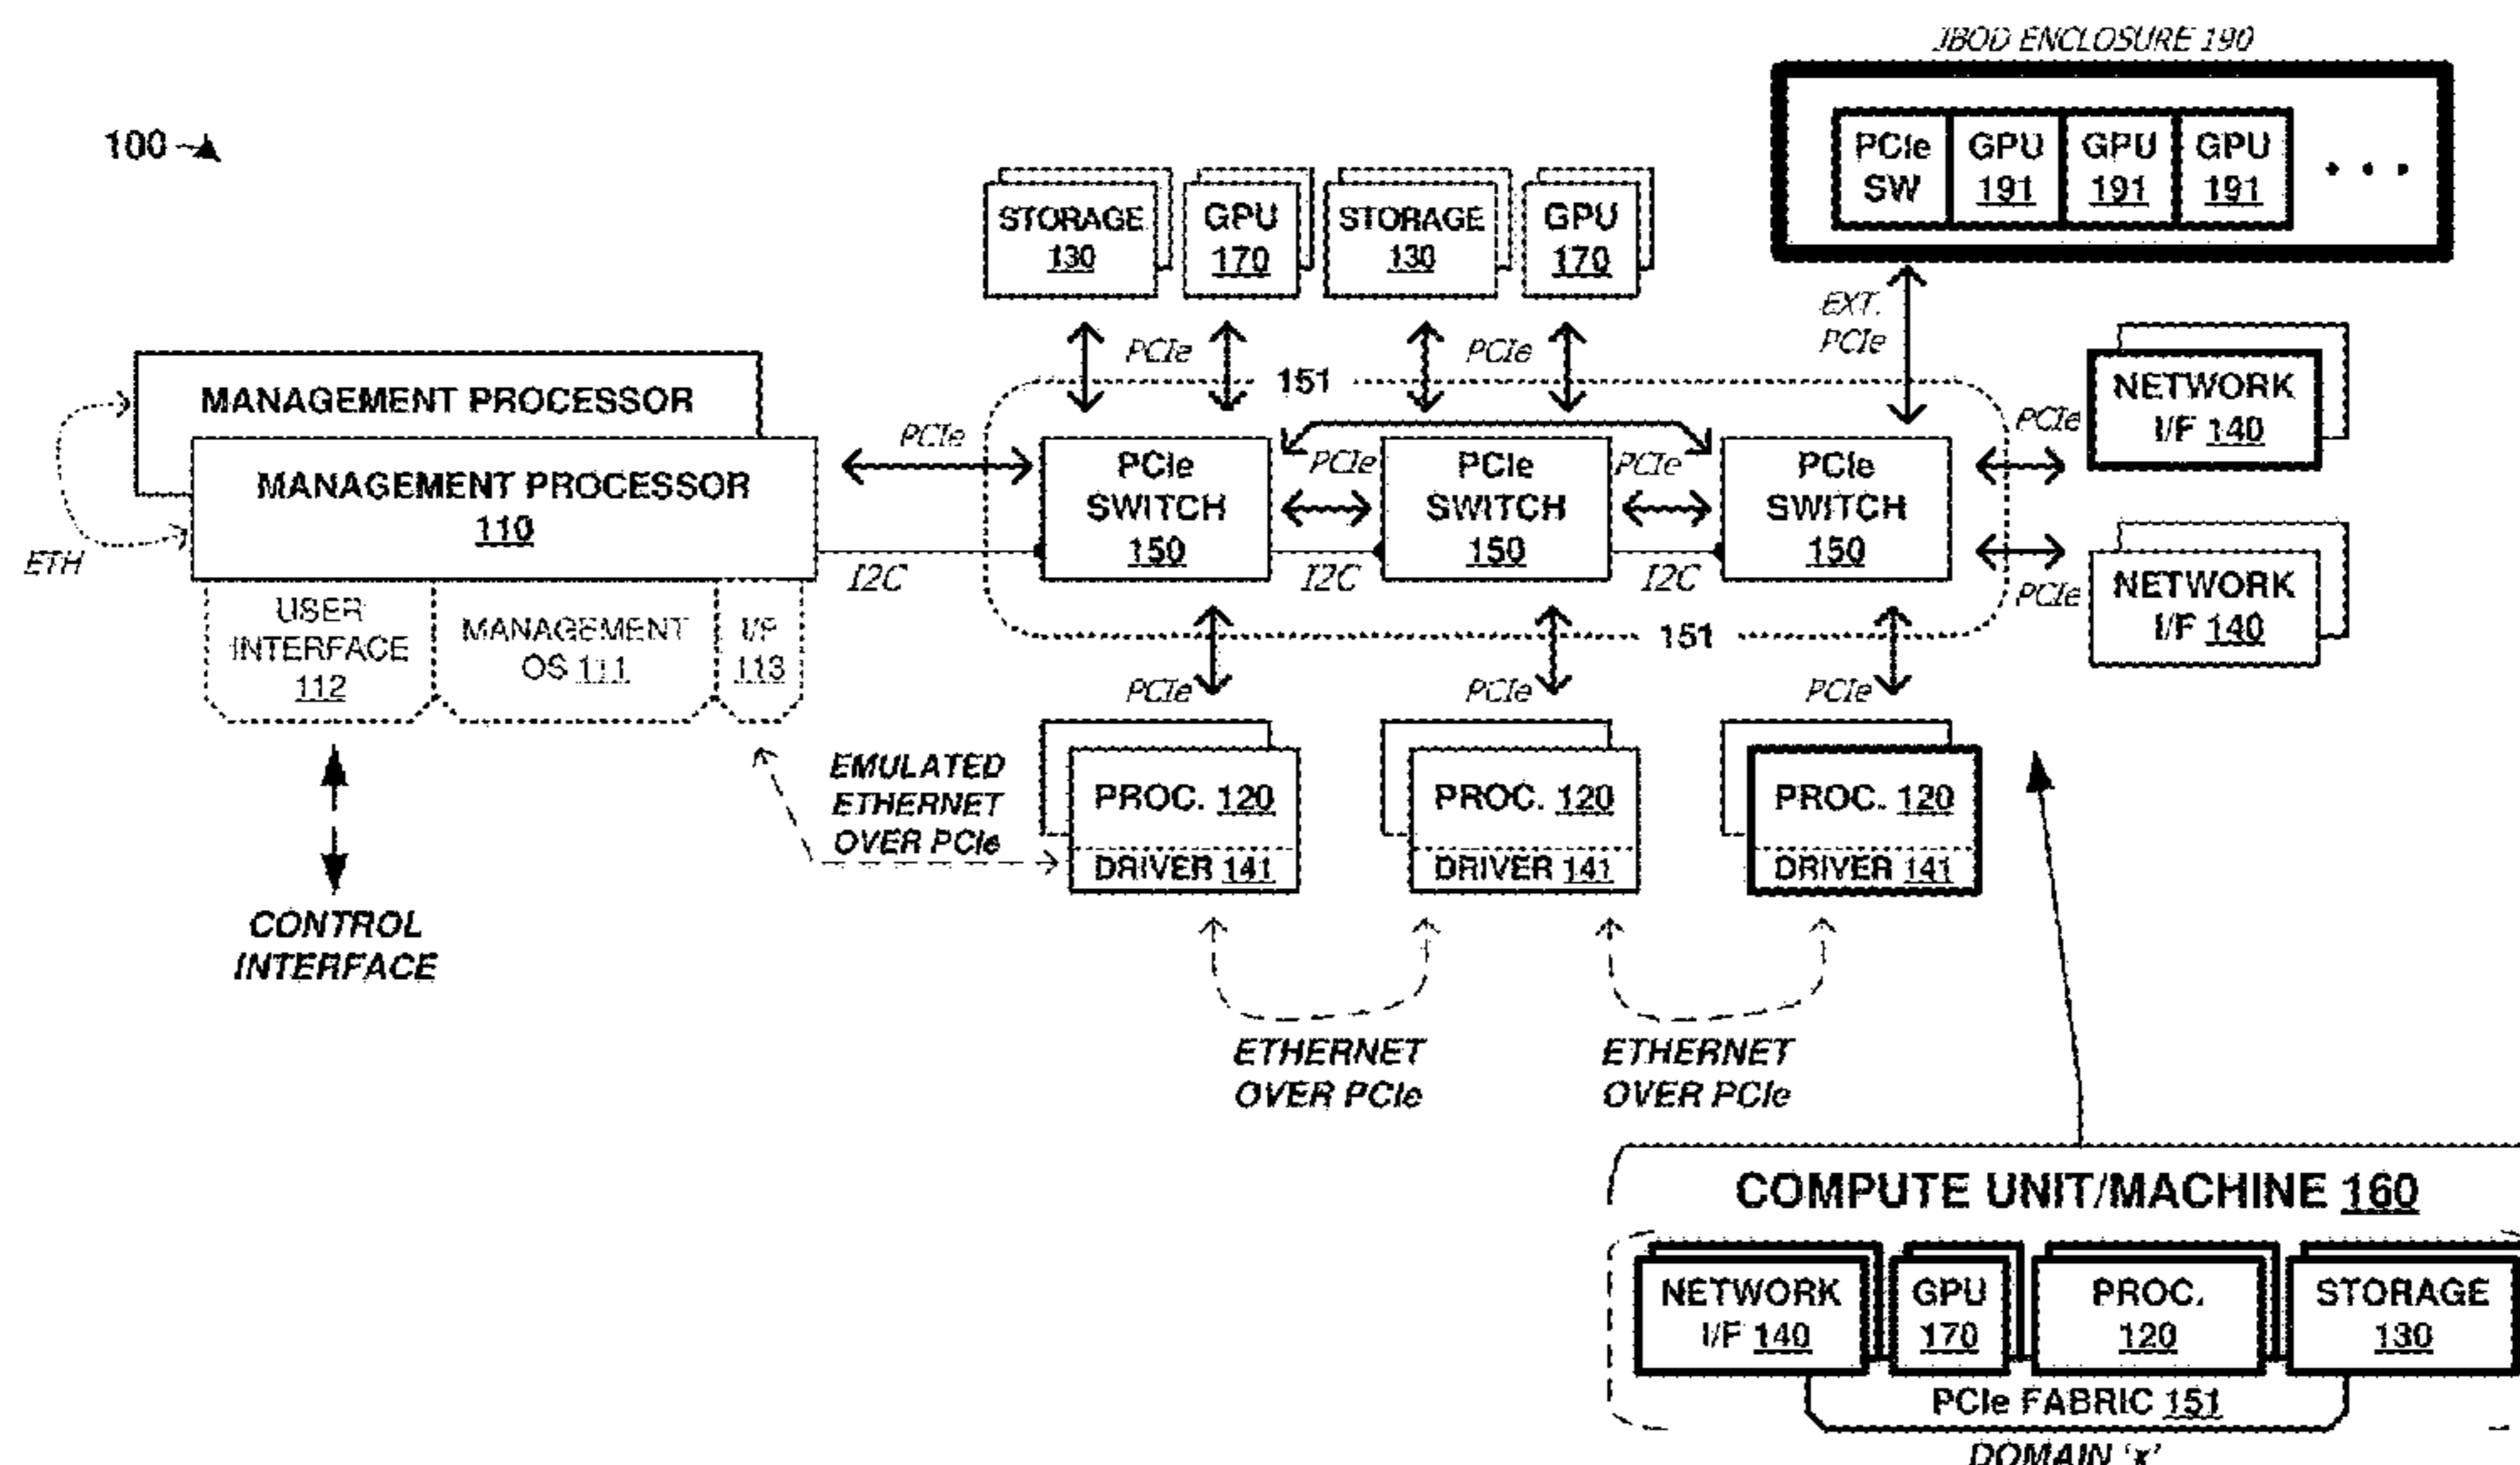 JBOD ENCLOSURE 190
100
PCIe
SW
GPU
191
GPU
191
GPU
191
• • •
STORAGE
130
GPU
170
STORAGE
130
GPU
170
EXT.
PCIe
PCIe
PCIe
151
NETWORK
I/F 140
PCIe
MANAGEMENT PROCESSOR
MANAGEMENT PROCESSOR
110
ETH
PCIe
PCIe
SWITCH
150
PCIe
PCIe
SWITCH
150
PCIe
PCIe
SWITCH
150
I2C
I2C
I2C
NETWORK
I/F 140
PCIe
151
USER
INTERFACE
112
MANAGEMENT
OS 111
I/F
113
PCIe
PCIe
PCIe
EMULATED
ETHERNET
OVER PCIe
PROC. 120
DRIVER 141
PROC. 120
DRIVER 141
PROC. 120
DRIVER 141
CONTROL
INTERFACE
ETHERNET
OVER PCIe
ETHERNET
OVER PCIe
COMPUTE UNIT/MACHINE 160
NETWORK
I/F 140
GPU
170
PROC.
120
STORAGE
130
PCIe FABRIC 151
DOMAIN 'x'